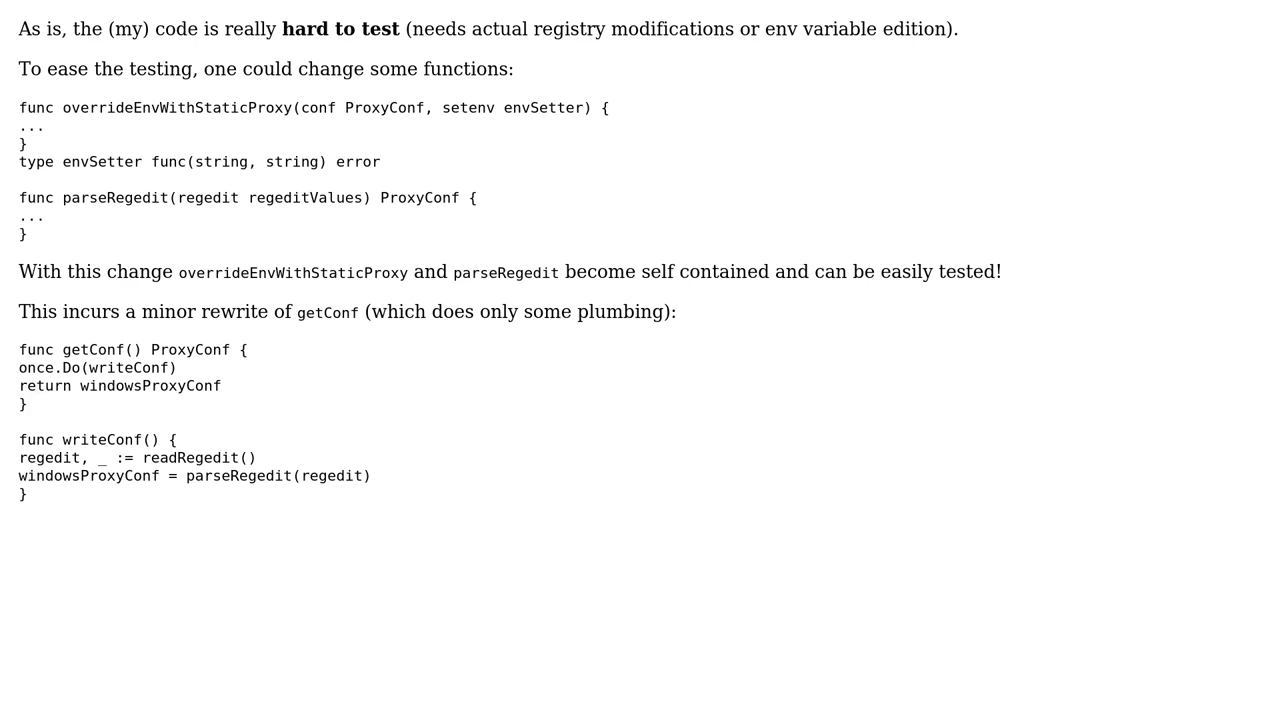 As is, the (my) code is really hard to test (needs actual registry modifications or env variable edition).
To ease the testing, one could change some functions:
func overrideEnvWithStaticProxy(conf ProxyConf, setenv envSetter) {
...
}
type envSetter func(string, string) error
func parseRegedit(regedit regeditValues) ProxyConf {
...
}
With this change overrideEnvWithStaticProxy and parseRegedit become self contained and can be easily tested!
This incurs a minor rewrite of getConf (which does only some plumbing):
func getConf() ProxyConf {
once.Do(writeConf)
return windowsProxyConf
}
func writeConf() {
regedit, _ := readRegedit()
windowsProxyConf = parseRegedit(regedit)
}